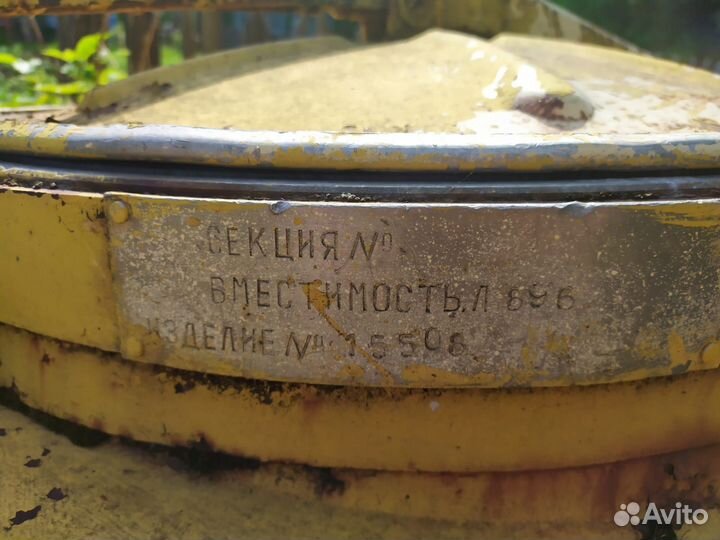 СЕКЦИЯ №
ВМЕСТИМОСТЬ, Л 896
ИЗДЕЛИЕ № 15508
Avito